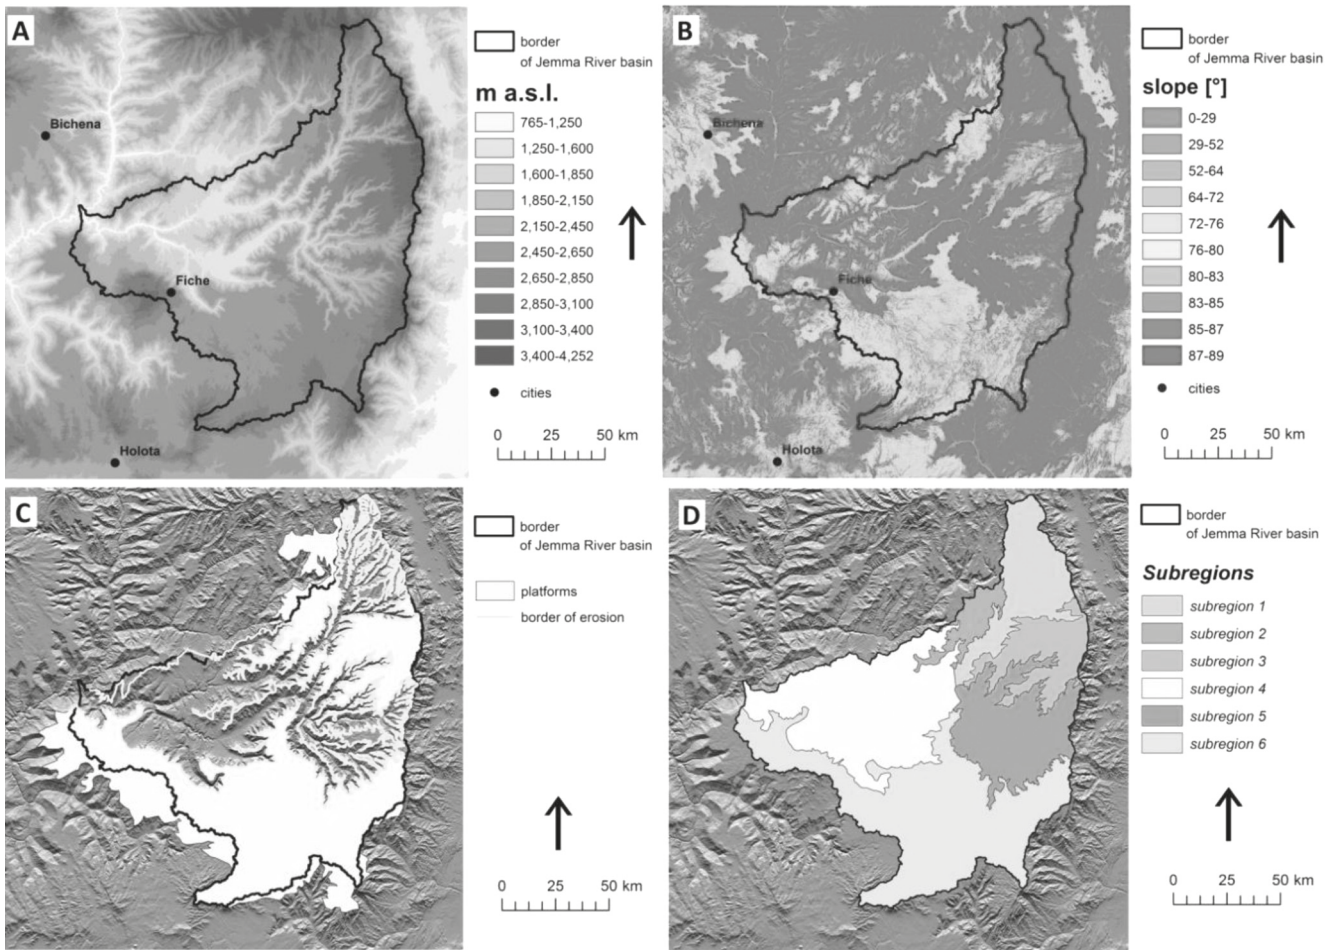 A
Bichena
Fiche
Holota
border
of Jemma River basin
m a.s.l.
765-1,250
1,250-1,600
1,600-1,850
1,850-2,150
2,150-2,450
2,450-2,650
2,650-2,850
2,850-3,100
3,100-3,400
3,400-4,252
cities
0 25 50 km
B
Bichena
Fiche
Holota
border
of Jemma River basin
slope [°]
0-29
29-52
52-64
64-72
72-76
76-80
80-83
83-85
85-87
87-89
cities
0 25 50 km
C
border
of Jemma River basin
platforms
border of erosion
0 25 50 km
D
border
of Jemma River basin
Subregions
subregion 1
subregion 2
subregion 3
subregion 4
subregion 5
subregion 6
0 25 50 km